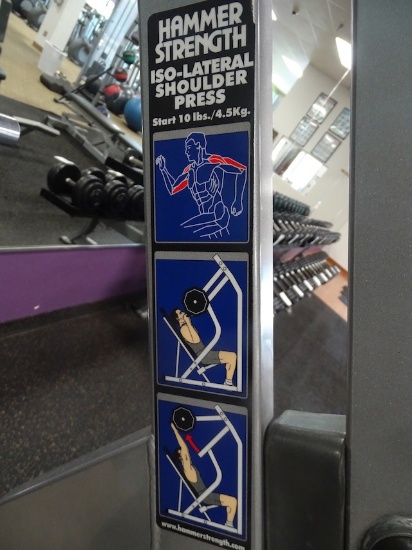 HAMMER
STRENGTH
ISO-LATERAL
SHOULDER
PRESS
Start 10 lbs./4.5Kg.
www.hammerstrength.com